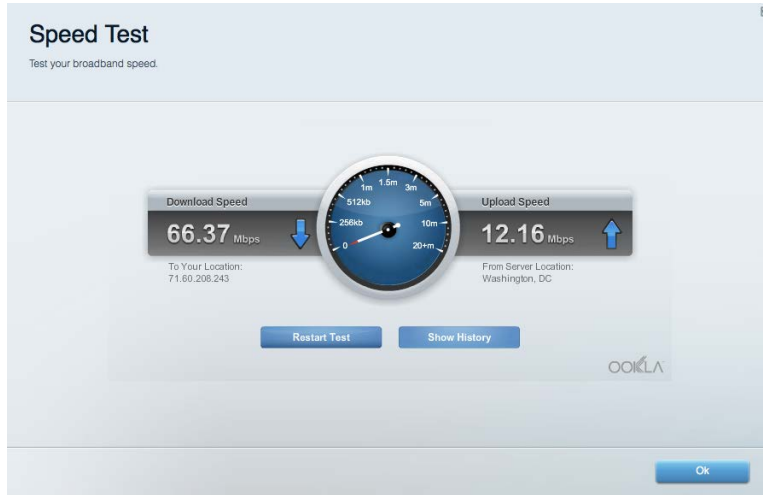 Speed Test
Test your broadband speed.
Download Speed
66.37 Mbps
To Your Location:
71.60.208.243
1m 1.5m 3m
512kb 5m
256kb 10m
0 20+m
Upload Speed
12.16 Mbps
From Server Location:
Washington, DC
Restart Test Show History
OOKLA
Ok